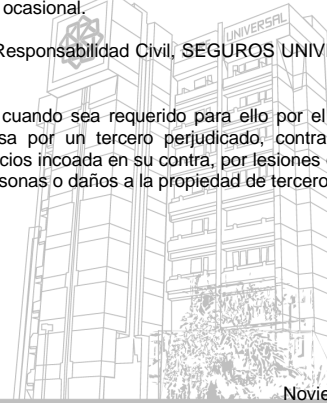 ocasional.
UNIVERSAL
Responsabilidad Civil, SEGUROS UNIV
cuando sea requerido para ello por el
sa por un tercero perjudicado, contra
cios incoada en su contra, por lesiones
sonas o daños a la propiedad de tercero
Novie